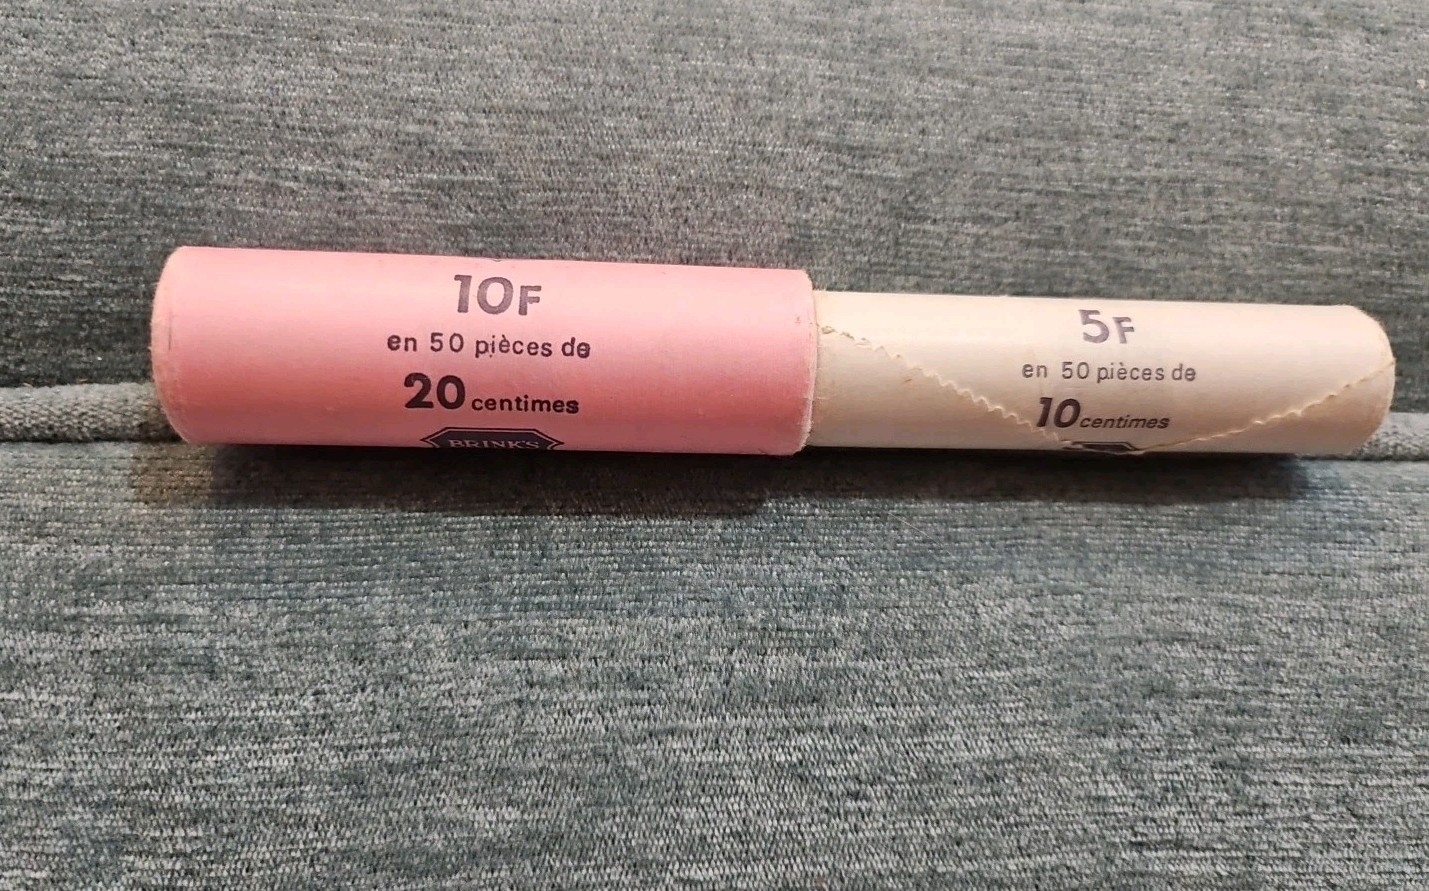 10F
en 50 pièces de
20 centimes
BRINK'S
5F
en 50 pièces de
10 centimes